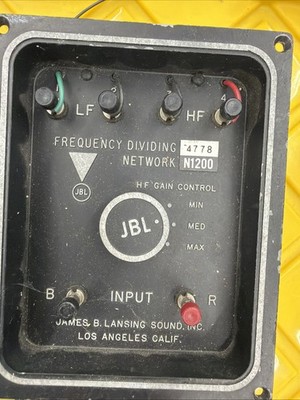 LF HF
FREQUENCY DIVIDING 4778
NETWORK N1200
JBL
H F GAIN CONTROL
MIN
JBL
MED
MAX
B INPUT R
JAMES B. LANSING SOUND, INC.
LOS ANGELES CALIF.